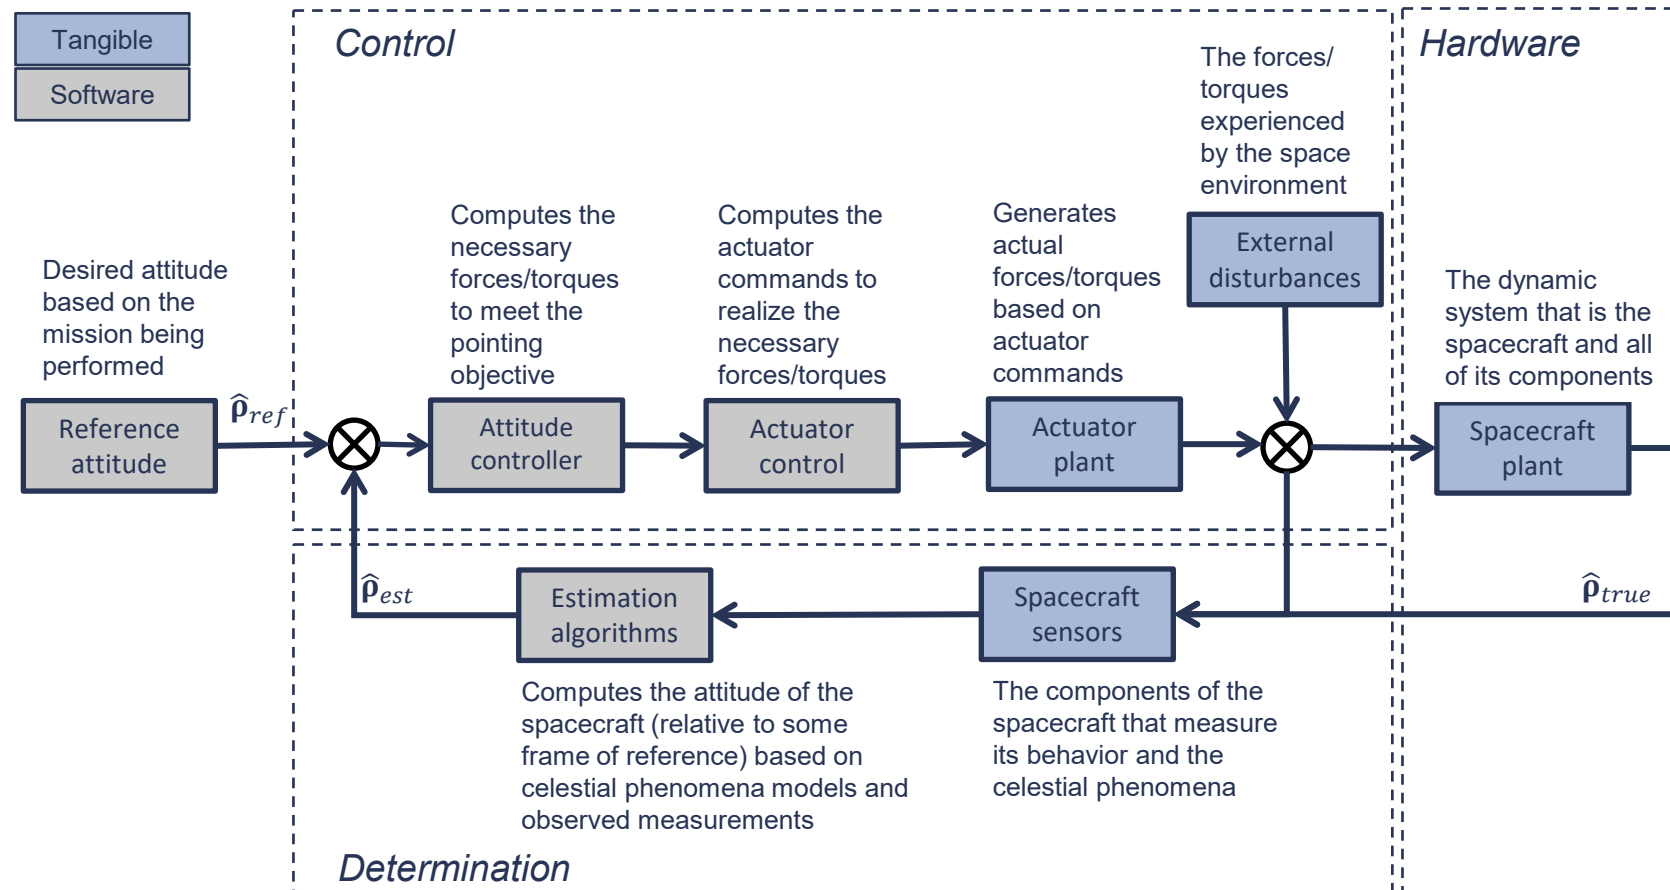 Tangible
Software
Control
Hardware
The forces/
torques
experienced
by the space
environment
External
disturbances
Desired attitude
based on the
mission being
performed
Reference
attitude
ρ̂ref
Computes the
necessary
forces/torques
to meet the
pointing
objective
Attitude
controller
Computes the
actuator
commands to
realize the
necessary
forces/torques
Actuator
control
Generates
actual
forces/torques
based on
actuator
commands
Actuator
plant
The dynamic
system that is the
spacecraft and all
of its components
Spacecraft
plant
ρ̂est
Estimation
algorithms
Spacecraft
sensors
ρ̂true
Computes the attitude of the
spacecraft (relative to some
frame of reference) based on
celestial phenomena models and
observed measurements
The components of the
spacecraft that measure
its behavior and the
celestial phenomena
Determination